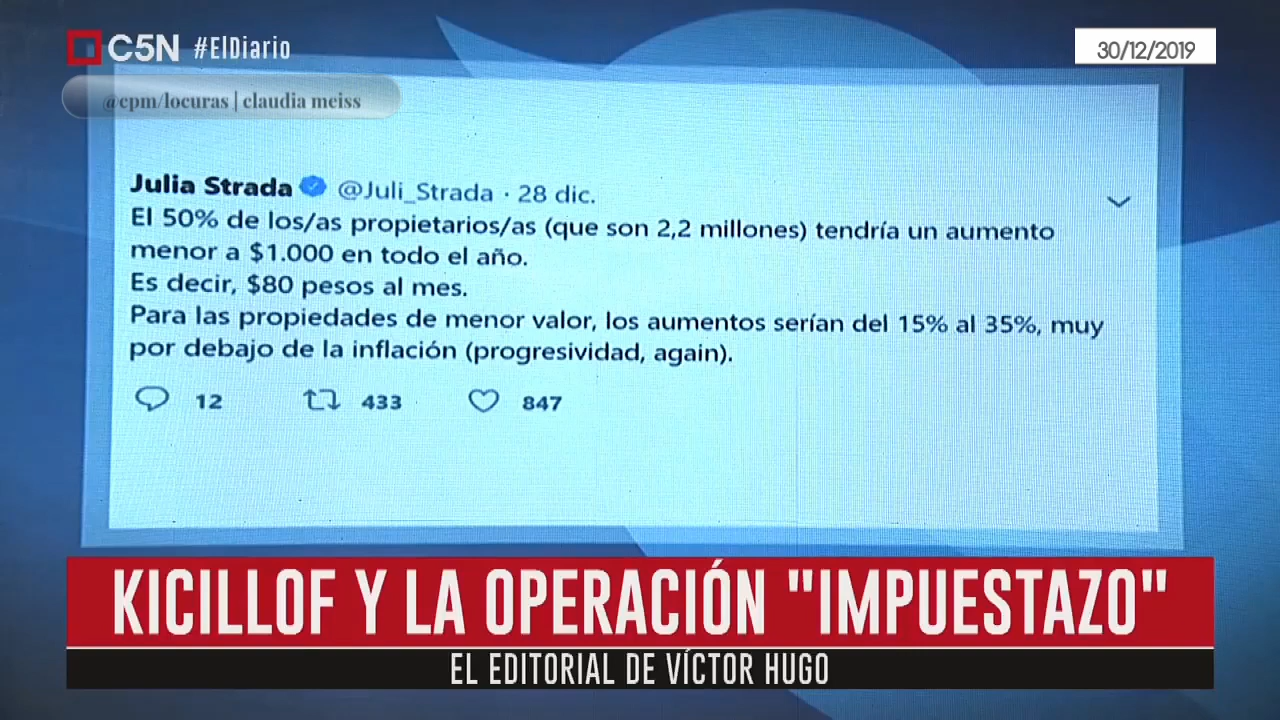 C5N #ElDiario
30/12/2019
@cpm/locuras | claudia meiss
Julia Strada @Juli_Strada · 28 dic.
El 50% de los/as propietarios/as (que son 2,2 millones) tendría un aumento
menor a $1.000 en todo el año.
Es decir, $80 pesos al mes.
Para las propiedades de menor valor, los aumentos serían del 15% al 35%, muy
por debajo de la inflación (progresividad, again).
12 433 847
KICILLOF Y LA OPERACIÓN "IMPUESTAZO"
EL EDITORIAL DE VÍCTOR HUGO